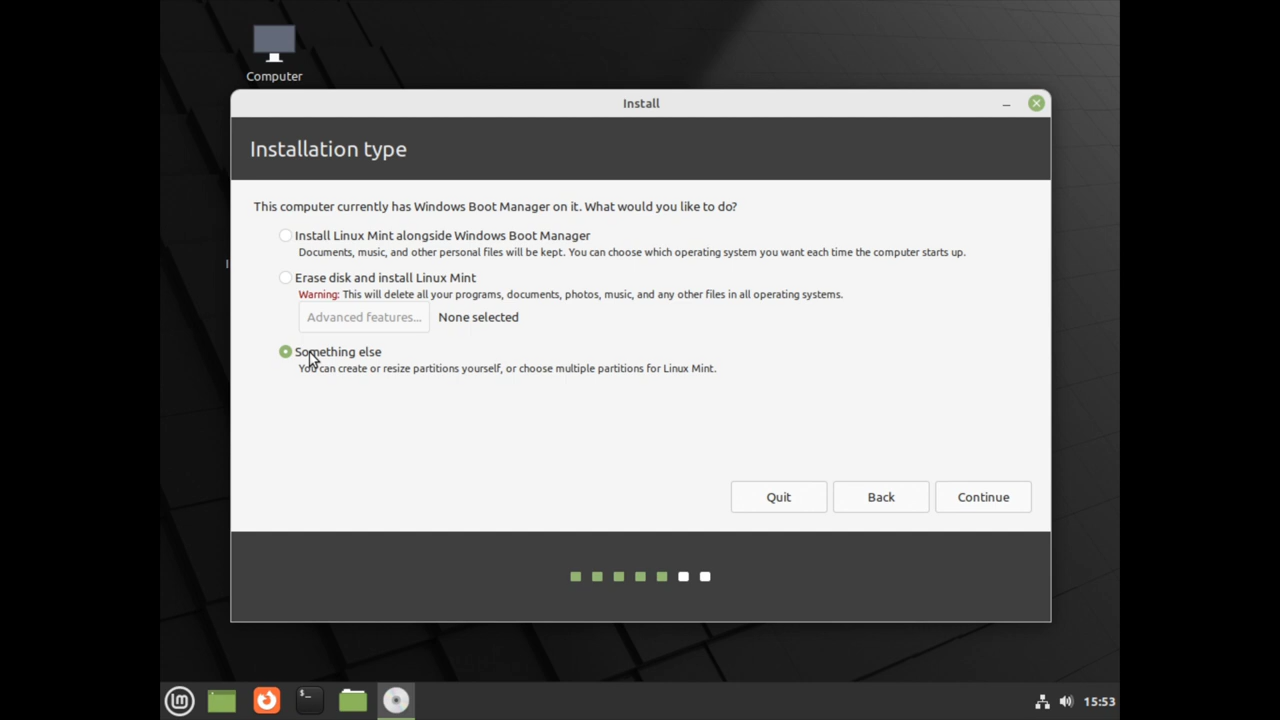 Computer
Install
Installation type
This computer currently has Windows Boot Manager on it. What would you like to do?
Install Linux Mint alongside Windows Boot Manager
Documents, music, and other personal files will be kept. You can choose which operating system you want each time the computer starts up.
Erase disk and install Linux Mint
Warning: This will delete all your programs, documents, photos, music, and any other files in all operating systems.
Advanced features... None selected
Something else
You can create or resize partitions yourself, or choose multiple partitions for Linux Mint.
Quit Back Continue
15:53